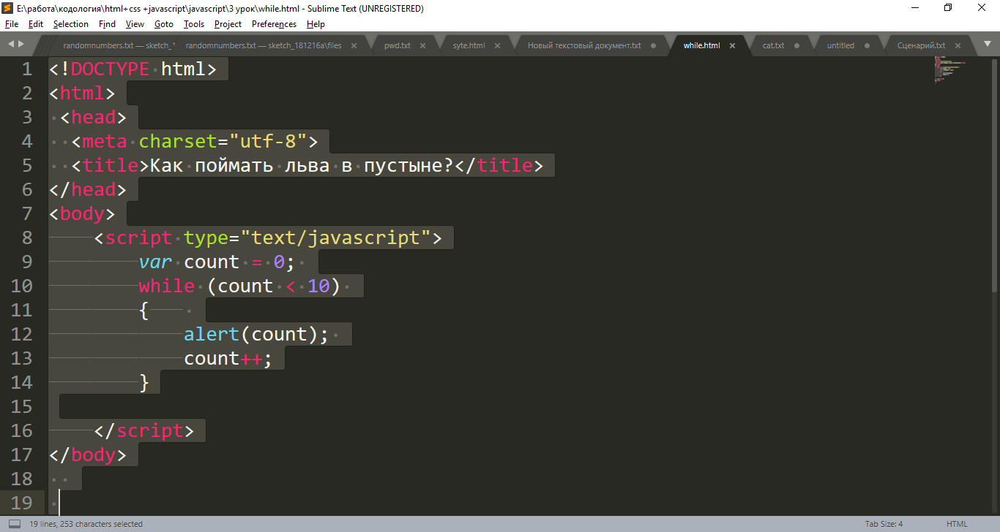 E:\работа\кодология\html+css +javascript\javascript\3 урок\while.html - Sublime Text (UNREGISTERED)
File Edit Selection Find View Goto Tools Project Preferences Help
randomnumbers.txt — sketch_1 randomnumbers.txt — sketch_181216a\files pwd.txt syte.html Новый текстовый документ.txt while.html cat.txt untitled Сценарий.txt
1 <!DOCTYPE html>
2 <html>
3  <head>
4   <meta charset="utf-8">
5   <title>Как поймать льва в пустыне?</title>
6 </head>
7 <body>
8     <script type="text/javascript">
9         var count = 0;
10         while (count < 10)
11         {
12             alert(count);
13             count++;
14         }
15
16     </script>
17 </body>
18
19
19 lines, 253 characters selected Tab Size: 4 HTML